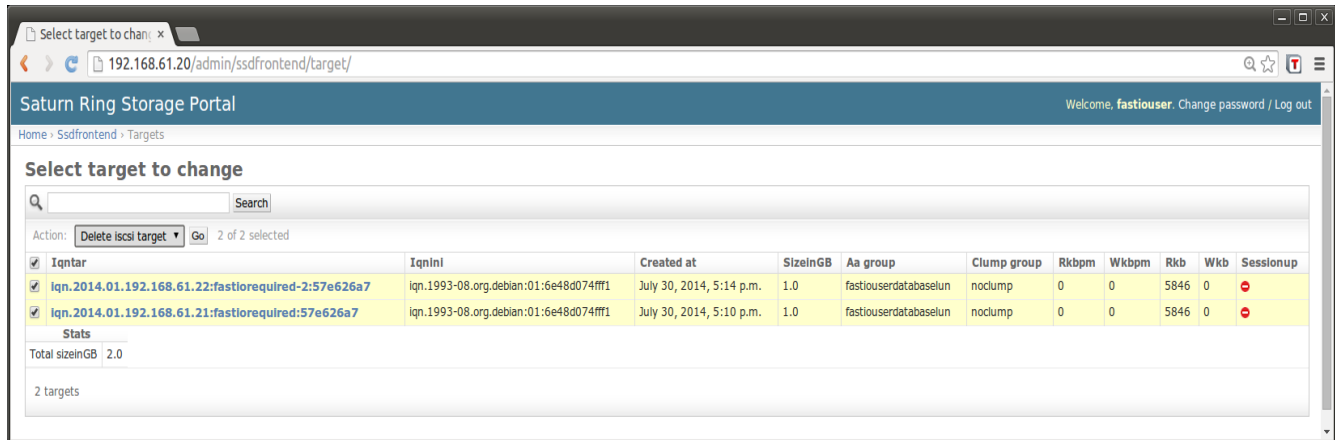 Select target to chang
192.168.61.20/admin/ssdfrontend/target/
Saturn Ring Storage Portal
Welcome, fastiouser. Change password / Log out
Home › Ssdfrontend › Targets
Select target to change
Search
Action: Delete iscsi target Go 2 of 2 selected
Iqntar Iqnini Created at SizeinGB Aa group Clump group Rkbpm Wkbpm Rkb Wkb Sessionup
iqn.2014.01.192.168.61.22:fastiorequired-2:57e626a7 iqn.1993-08.org.debian:01:6e48d074fff1 July 30, 2014, 5:14 p.m. 1.0 fastiouserdatabaselun noclump 0 0 5846 0
iqn.2014.01.192.168.61.21:fastiorequired:57e626a7 iqn.1993-08.org.debian:01:6e48d074fff1 July 30, 2014, 5:10 p.m. 1.0 fastiouserdatabaselun noclump 0 0 5846 0
Stats
Total sizeinGB 2.0
2 targets